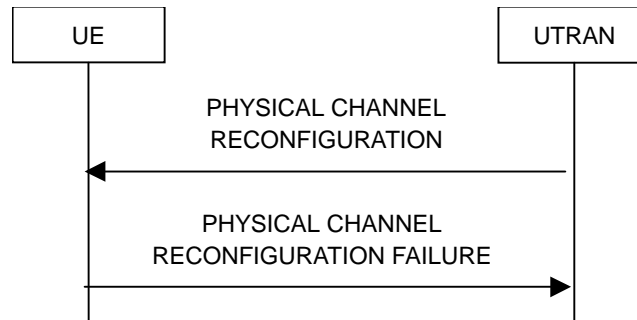 UE
UTRAN
PHYSICAL CHANNEL
RECONFIGURATION
PHYSICAL CHANNEL
RECONFIGURATION FAILURE